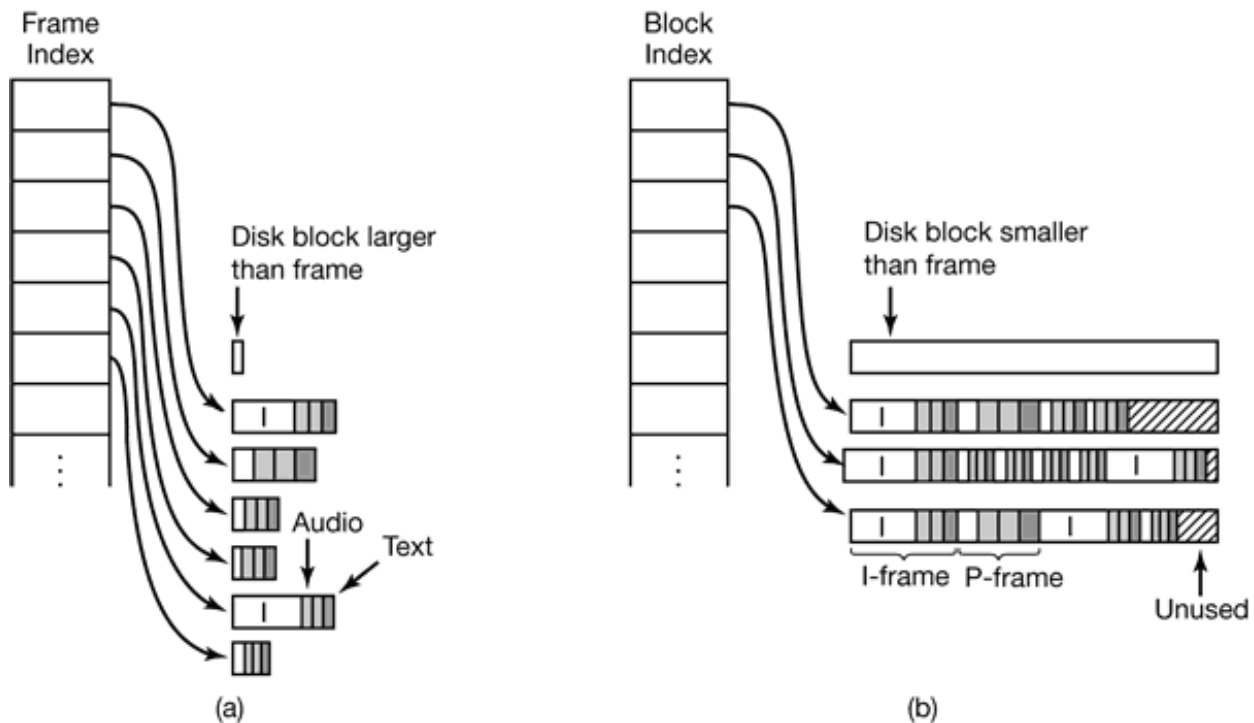 Frame
Index
Disk block larger
than frame
I
Audio
Text
I
(a)
Block
Index
Disk block smaller
than frame
I
I
I
I
I
I-frame
P-frame
Unused
(b)